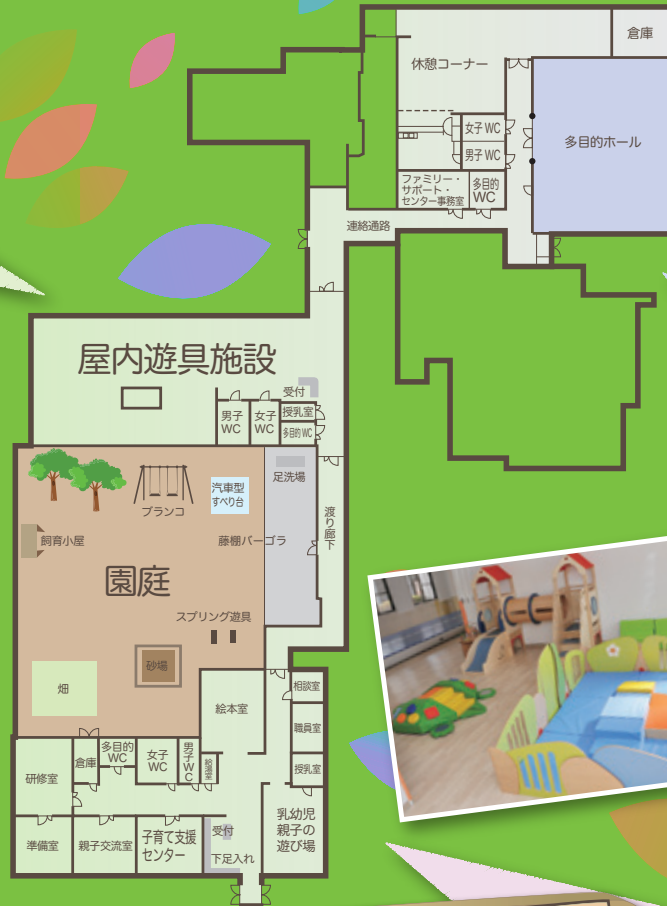 倉庫
休憩コーナー
女子 WC
多目的ホール
男子 WC
ファミリー・
サポート・
センター事務室
多目的
WC
連絡通路
屋内遊具施設
受付
男子
WC
女子
WC
授乳室
多目的 WC
足洗場
汽車型
すべり台
ブランコ
渡り廊下
飼育小屋
藤棚パーゴラ
園庭
スプリング遊具
砂場
畑
相談室
絵本室
職員室
多目的
WC
女子
WC
男子WC
倉庫
給湯室
授乳室
研修室
乳幼児
親子の
遊び場
受付
子育て支援
センター
準備室
親子交流室
下足入れ